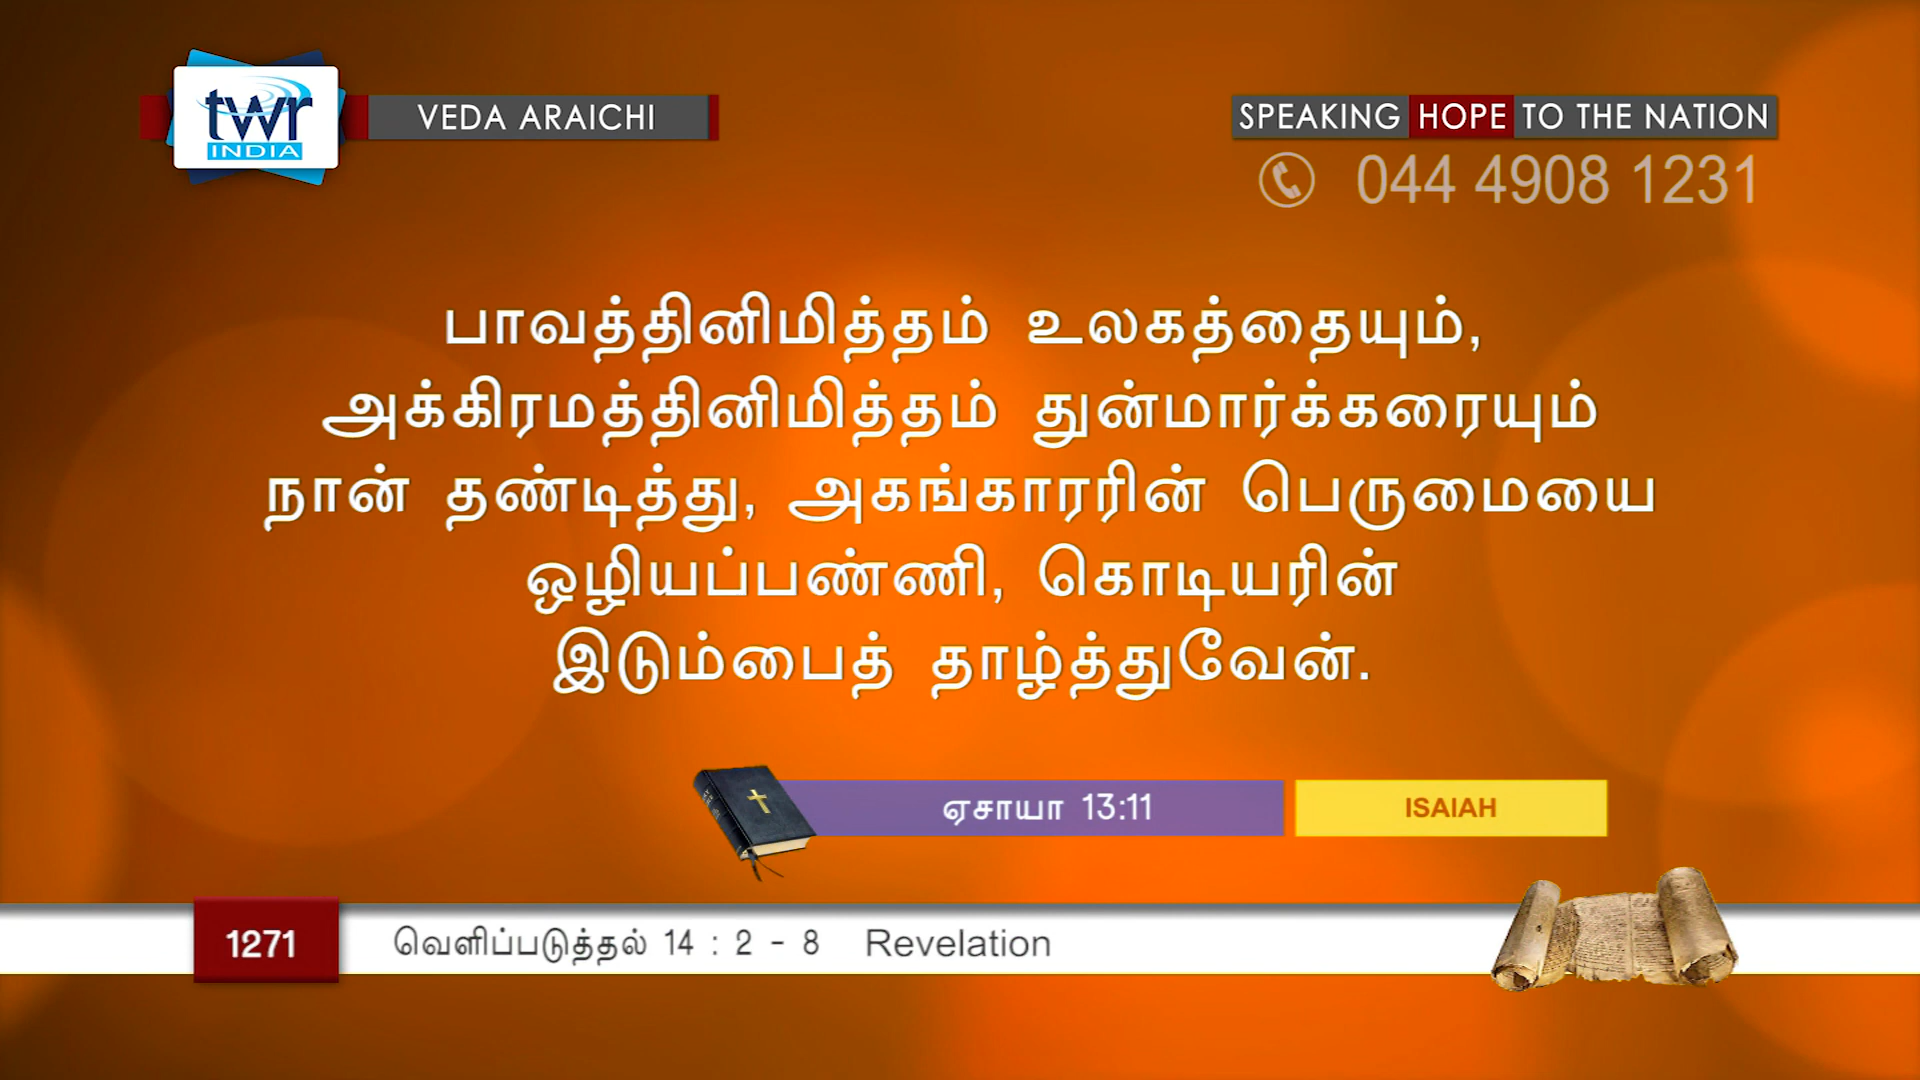 twr
INDIA
VEDA ARAICHI
SPEAKING HOPE TO THE NATION
044 4908 1231
பாவத்தினிமித்தம் உலகத்தையும்,
அக்கிரமத்தினிமித்தம் துன்மார்க்கரையும்
நான் தண்டித்து, அகங்காரரின் பெருமையை
ஒழியப்பண்ணி, கொடியரின்
இடும்பைத் தாழ்த்துவேன்.
ஏசாயா 13:11
ISAIAH
1271
வெளிப்படுத்தல் 14 : 2 - 8 Revelation